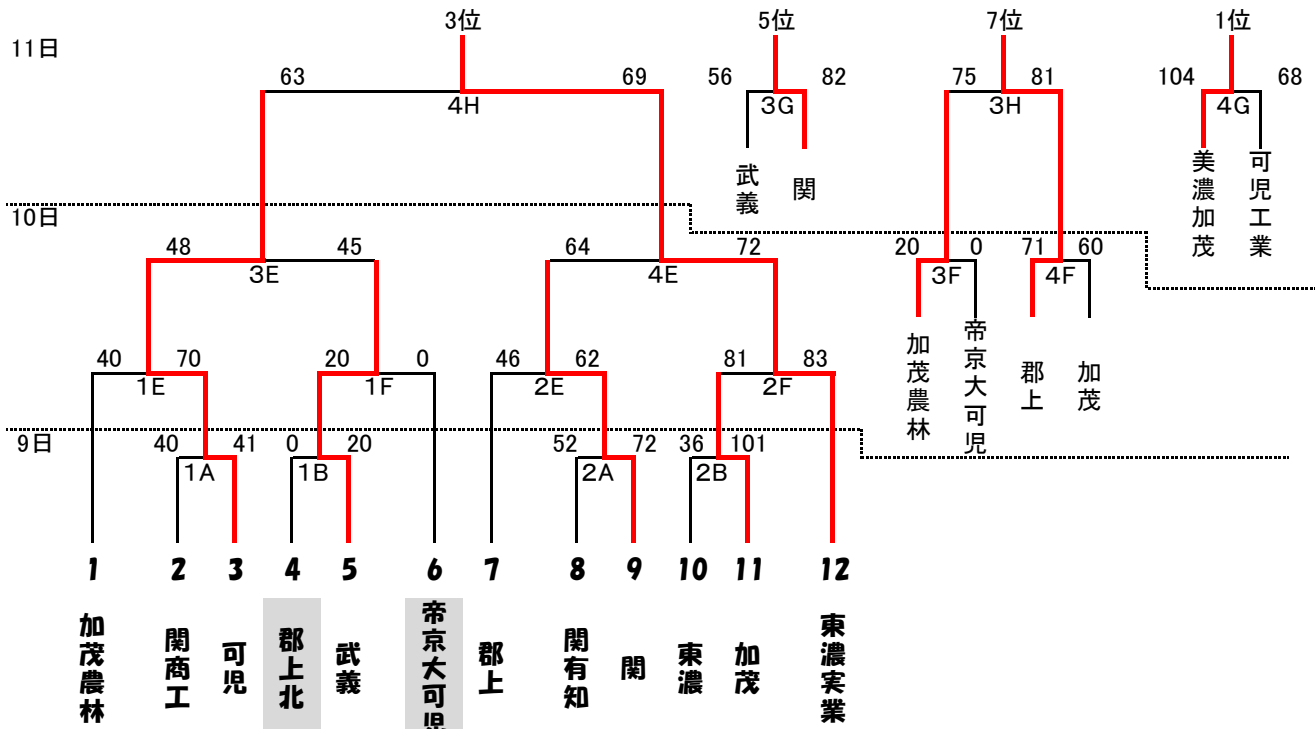 3位 5位 7位 1位
11日
63 69 56 82 75 81 104 68
4H 3G 3H 4G
武義 関 美濃加茂 可児工業
10日
48 45 64 72 20 0 71 60
3E 4E 3F 4F
加茂農林 帝京大可児 郡上 加茂
40 70 20 0 46 62 81 83
1E 1F 2E 2F
9日
40 41 0 20 52 72 36 101
1A 1B 2A 2B
1 2 3 4 5 6 7 8 9 10 11 12
加茂農林 関商工 可児 郡上北 武義 帝京大可児 郡上 関有知 関 東濃 加茂 東濃実業